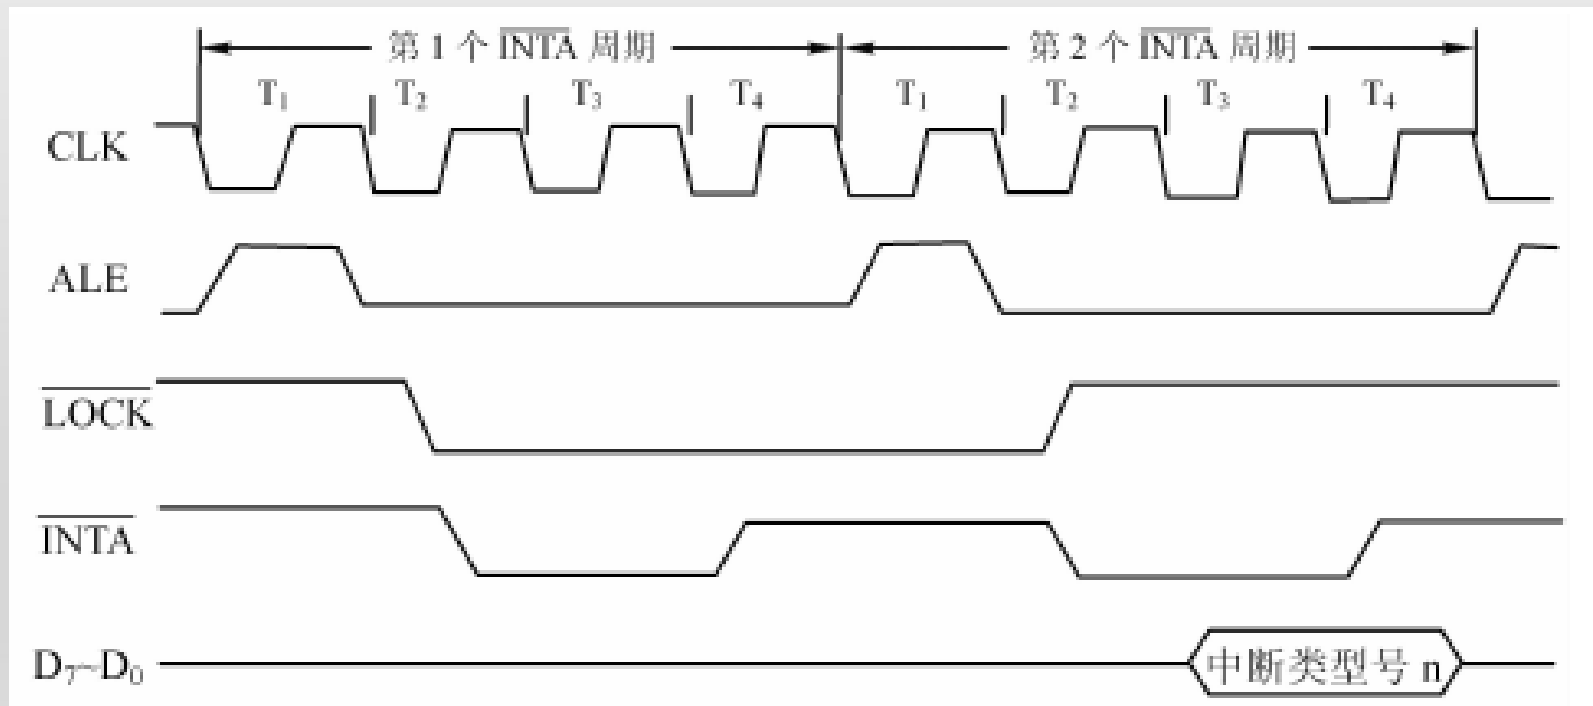 第 1 个 INTA 周期 第 2 个 INTA 周期
T₁ T₂ T₃ T₄ T₁ T₂ T₃ T₄
CLK
ALE
LOCK
INTA
D₇~D₀ 中断类型号 n